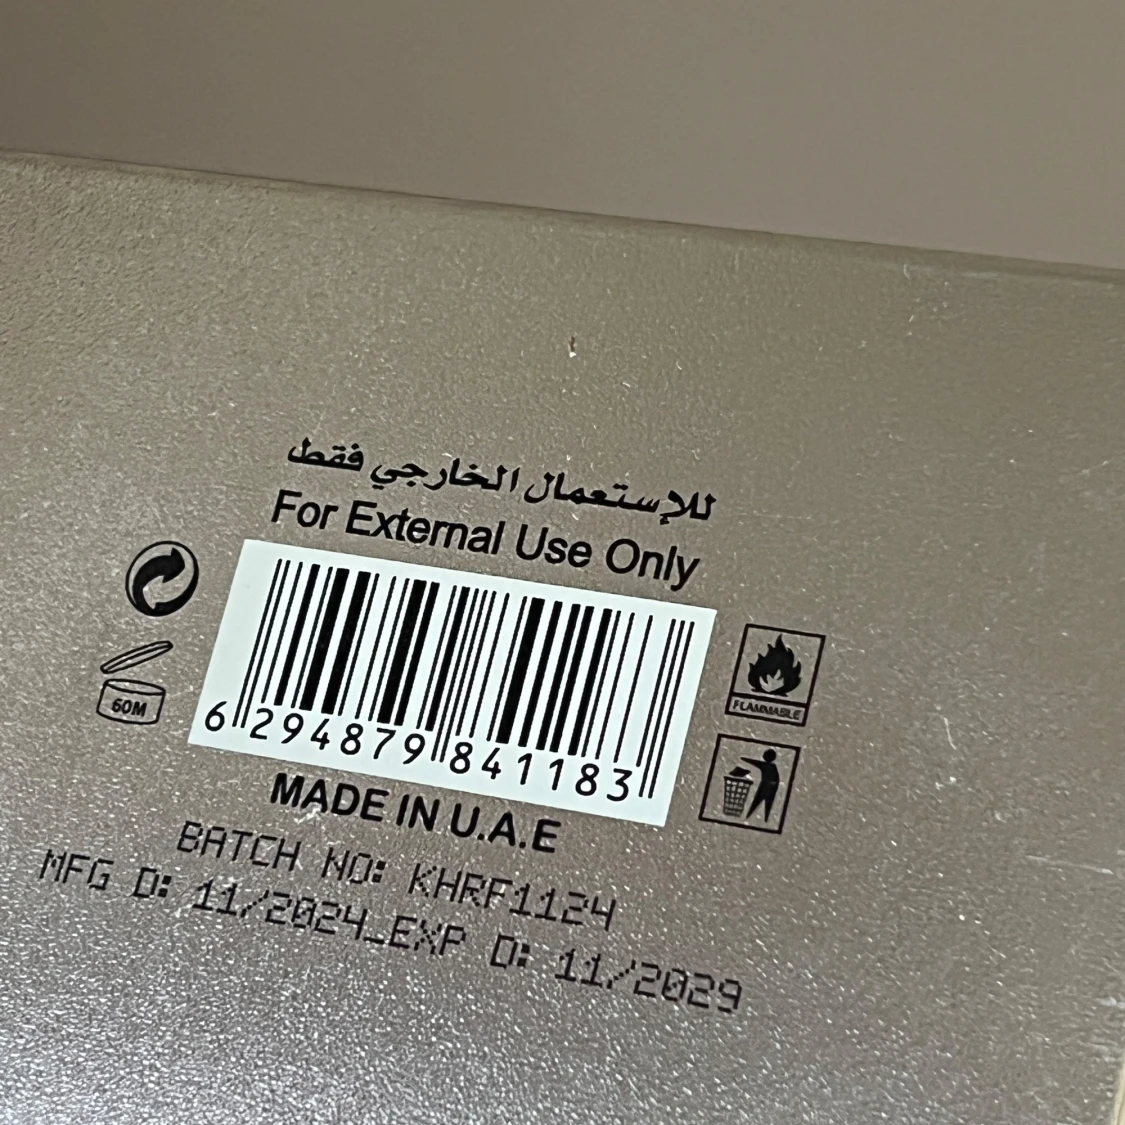 للإستعمال الخارجي فقط
For External Use Only
60M
6 294879 841183
FLAMMABLE
MADE IN U.A.E
BATCH NO: KHRF1124
MFG D: 11/2024_EXP D: 11/2029